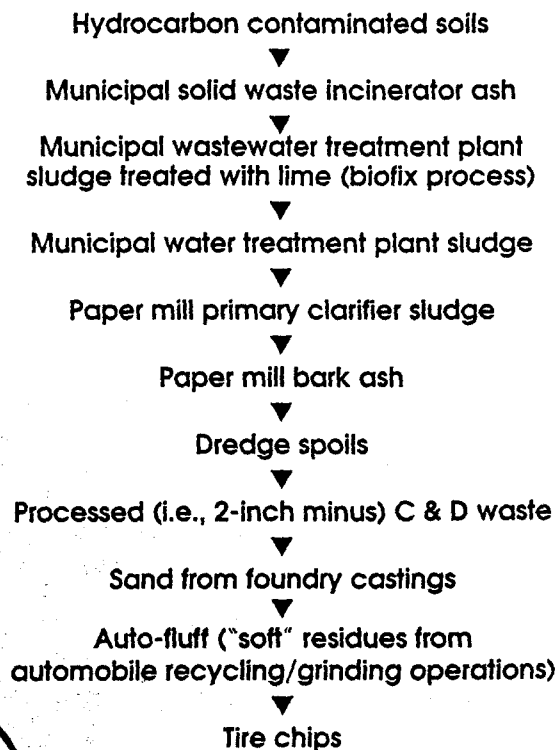 Hydrocarbon contaminated soils
▼
Municipal solid waste incinerator ash
▼
Municipal wastewater treatment plant
sludge treated with lime (biofix process)
▼
Municipal water treatment plant sludge
▼
Paper mill primary clarifier sludge
▼
Paper mill bark ash
▼
Dredge spoils
▼
Processed (i.e., 2-inch minus) C & D waste
▼
Sand from foundry castings
▼
Auto-fluff ("soft" residues from
automobile recycling/grinding operations)
▼
Tire chips